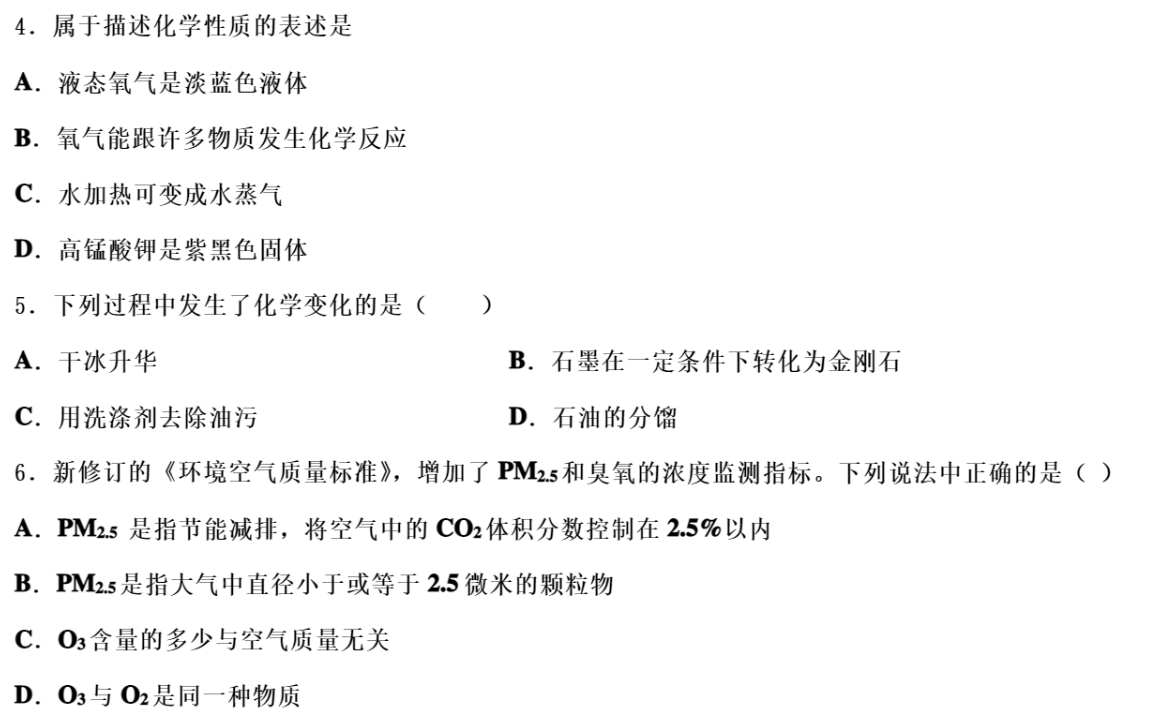 4．属于描述化学性质的表述是
A．液态氧气是淡蓝色液体
B．氧气能跟许多物质发生化学反应
C．水加热可变成水蒸气
D．高锰酸钾是紫黑色固体
5．下列过程中发生了化学变化的是（　　）
A．干冰升华　　B．石墨在一定条件下转化为金刚石
C．用洗涤剂去除油污　　D．石油的分馏
6．新修订的《环境空气质量标准》，增加了 PM2.5和臭氧的浓度监测指标。下列说法中正确的是（ ）
A．PM2.5 是指节能减排，将空气中的 CO2体积分数控制在 2.5%以内
B．PM2.5是指大气中直径小于或等于 2.5 微米的颗粒物
C．O3含量的多少与空气质量无关
D．O3与 O2是同一种物质